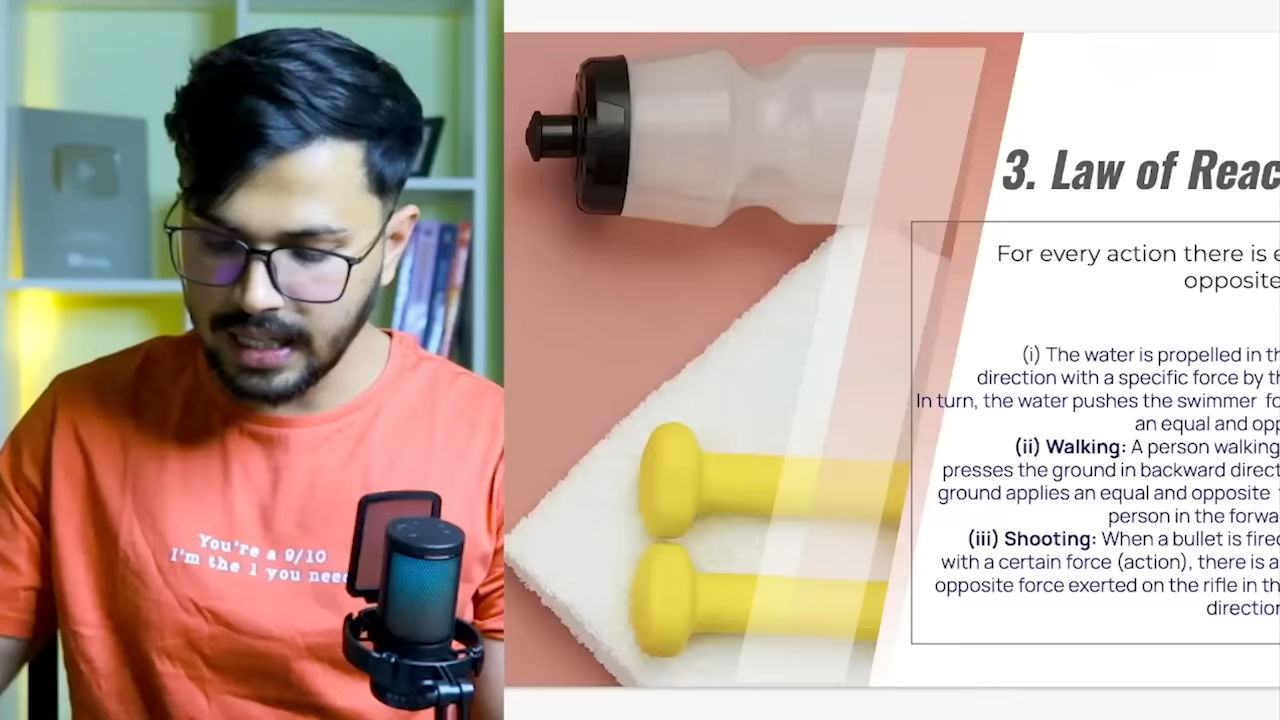 You're a 9/10
I'm the 1 you need
3. Law of Reac
For every action there is e
opposite
(i) The water is propelled in th
direction with a specific force by th
In turn, the water pushes the swimmer fo
an equal and opp
(ii) Walking: A person walking
presses the ground in backward direct
ground applies an equal and opposite f
person in the forwa
(iii) Shooting: When a bullet is fired
with a certain force (action), there is a
opposite force exerted on the rifle in th
direction